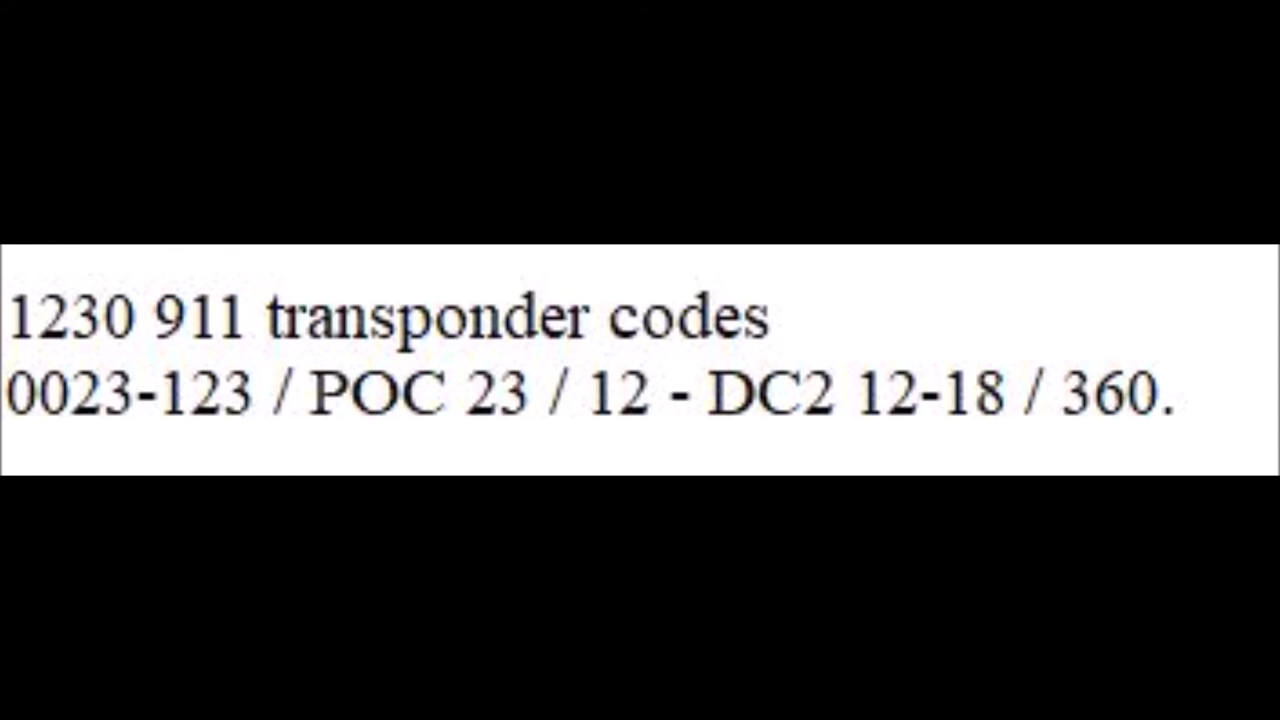 1230 911 transponder codes
0023-123 / POC 23 / 12 - DC2 12-18 / 360.